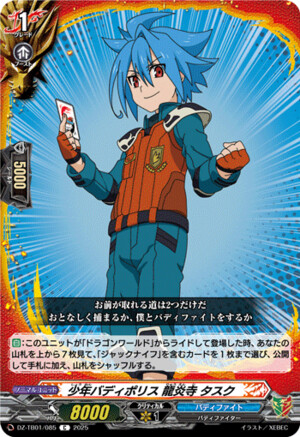 1
グレード
ブースト
5000
シールド
お前が取れる道は2つだけだ
おとなしく捕まるか、僕とバディファイトをするか
自：このユニットが「ドラゴンワールド」からライドして登場した時、あなたの
山札を上から７枚見て、「ジャックナイフ」を含むカードを１枚まで選び、公開
して手札に加え、山札をシャッフルする。
ノーマルユニット
少年バディポリス 龍炎寺 タスク
パワー
8000
クリティカル
1
バディファイト
バディファイター
DZ-TB01/085 C 2025
イラスト／XEBEC